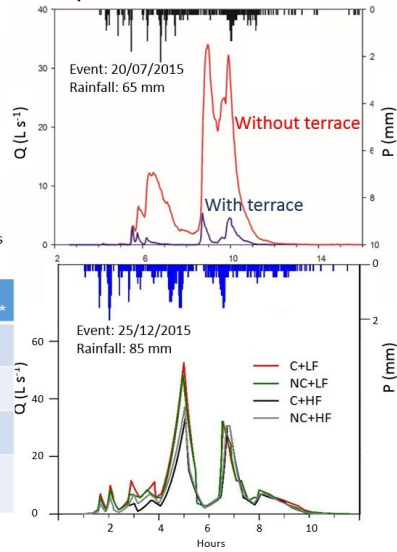 40
30
20
10
0
Q (L s⁻¹)
0
2
4
6
8
10
P (mm)
Event: 20/07/2015
Rainfall: 65 mm
Without terrace
With terrace
2
6
10
14
s
*
0
2
P (mm)
60
40
20
0
Q (L s⁻¹)
Event: 25/12/2015
Rainfall: 85 mm
C+LF
NC+LF
C+HF
NC+HF
2
4
6
8
10
Hours